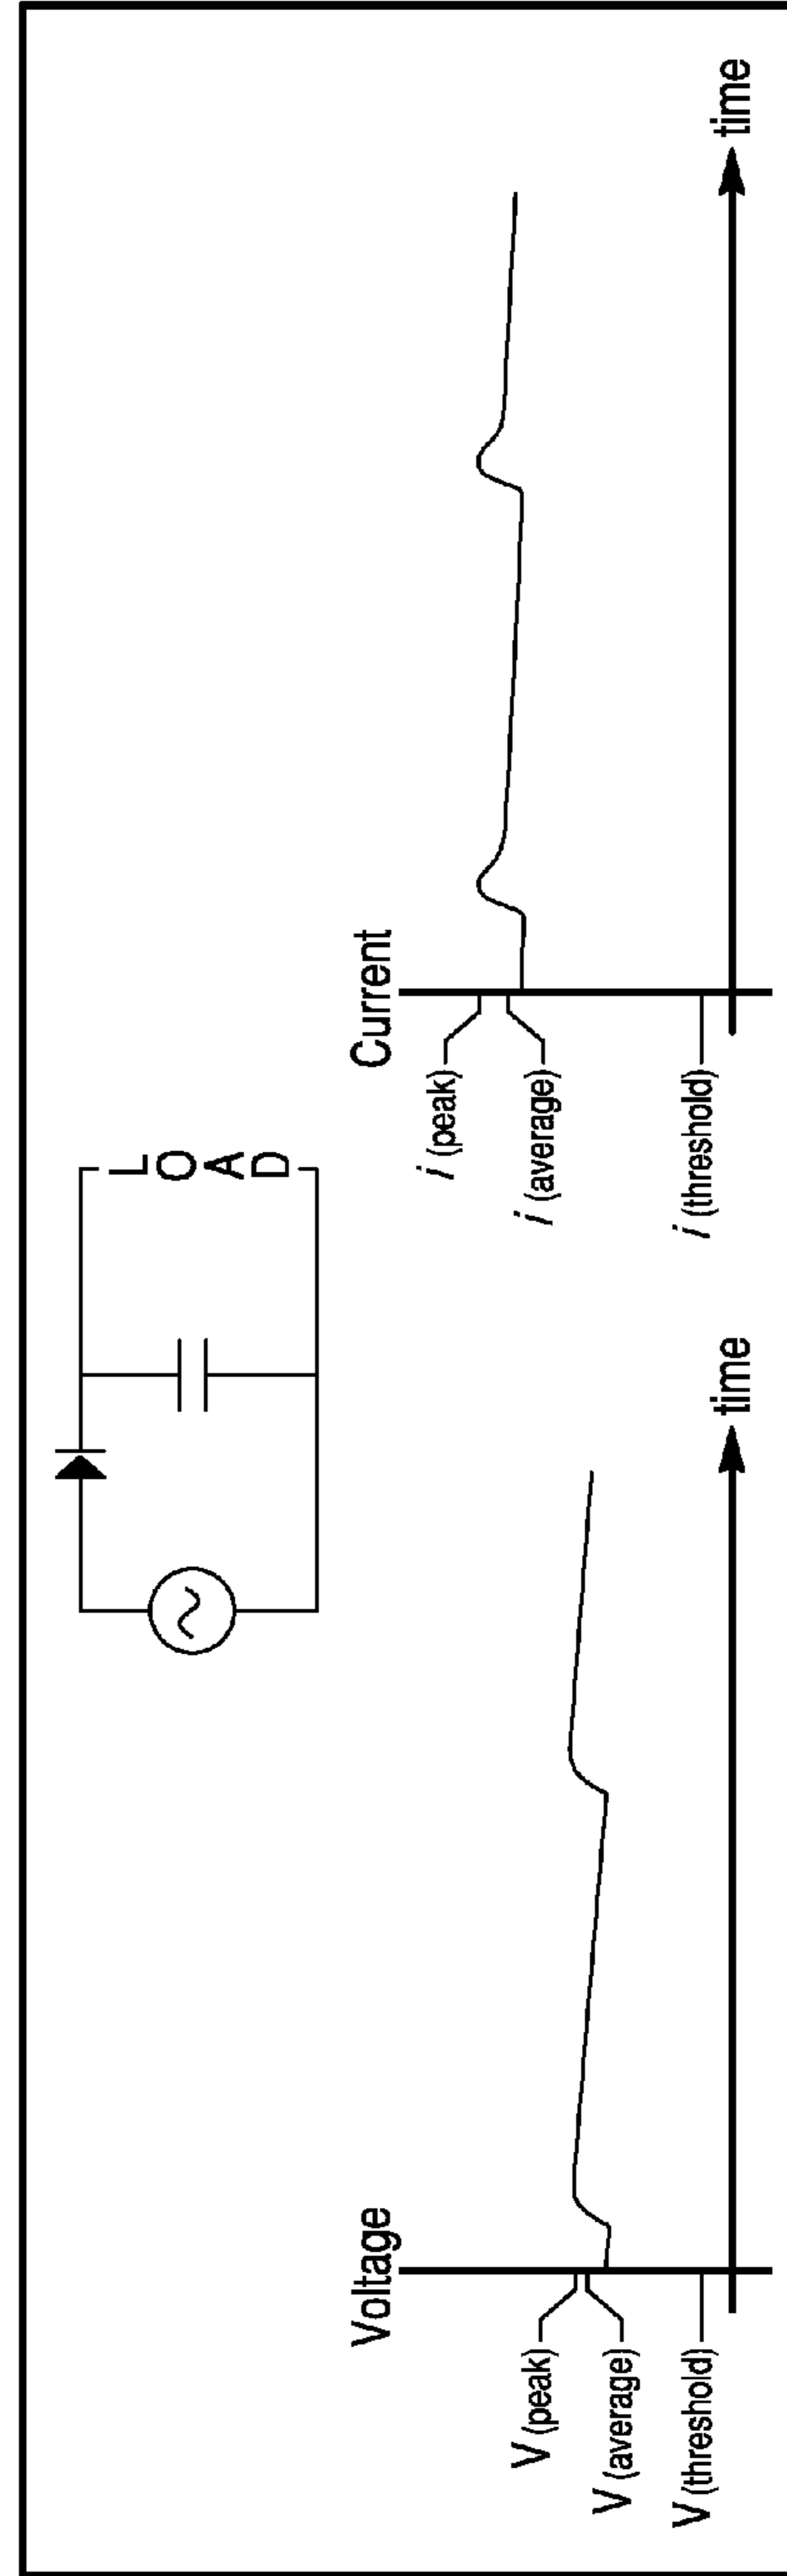 LOAD
Voltage
V (peak)
V (average)
V (threshold)
time
Current
i (peak)
i (average)
i (threshold)
time